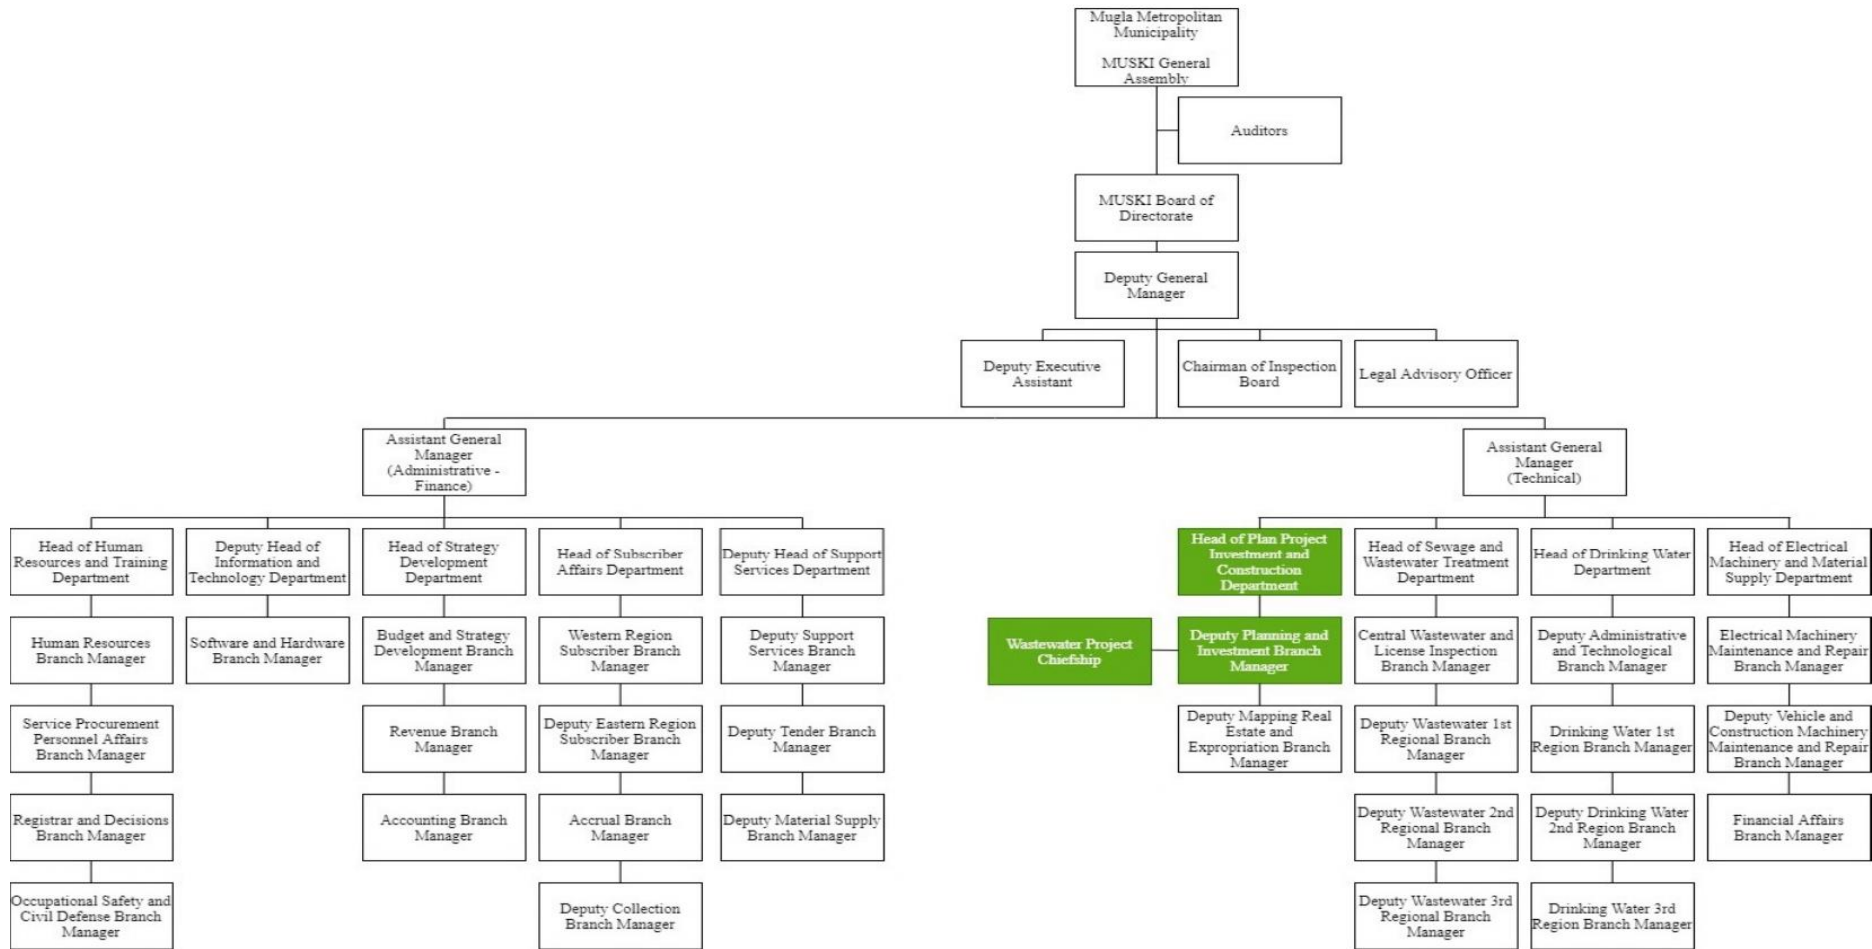 Mugla Metropolitan
Municipality
MUSKI General
Assembly
Auditors
MUSKI Board of
Directorate
Deputy General
Manager
Deputy Executive
Assistant
Chairman of Inspection
Board
Legal Advisory Officer
Assistant General
Manager
(Administrative -
Finance)
Assistant General
Manager
(Technical)
Head of Human
Resources and Training
Department
Deputy Head of
Information and
Technology Department
Head of Strategy
Development
Department
Head of Subscriber
Affairs Department
Deputy Head of Support
Services Department
Head of Plan Project
Investment and
Construction
Department
Head of Sewage and
Wastewater Treatment
Department
Head of Drinking Water
Department
Head of Electrical
Machinery and Material
Supply Department
Human Resources
Branch Manager
Software and Hardware
Branch Manager
Budget and Strategy
Development Branch
Manager
Western Region
Subscriber Branch
Manager
Deputy Support
Services Branch
Manager
Wastewater Project
Chiefship
Deputy Planning and
Investment Branch
Manager
Central Wastewater and
License Inspection
Branch Manager
Deputy Administrative
and Technological
Branch Manager
Electrical Machinery
Maintenance and Repair
Branch Manager
Service Procurement
Personnel Affairs
Branch Manager
Revenue Branch
Manager
Deputy Eastern Region
Subscriber Branch
Manager
Deputy Tender Branch
Manager
Deputy Mapping Real
Estate and
Expropriation Branch
Manager
Deputy Wastewater 1st
Regional Branch
Manager
Drinking Water 1st
Region Branch Manager
Deputy Vehicle and
Construction Machinery
Maintenance and Repair
Branch Manager
Registrar and Decisions
Branch Manager
Accounting Branch
Manager
Accrual Branch
Manager
Deputy Material Supply
Branch Manager
Deputy Wastewater 2nd
Regional Branch
Manager
Deputy Drinking Water
2nd Region Branch
Manager
Financial Affairs
Branch Manager
Occupational Safety and
Civil Defense Branch
Manager
Deputy Collection
Branch Manager
Deputy Wastewater 3rd
Regional Branch
Manager
Drinking Water 3rd
Region Branch Manager